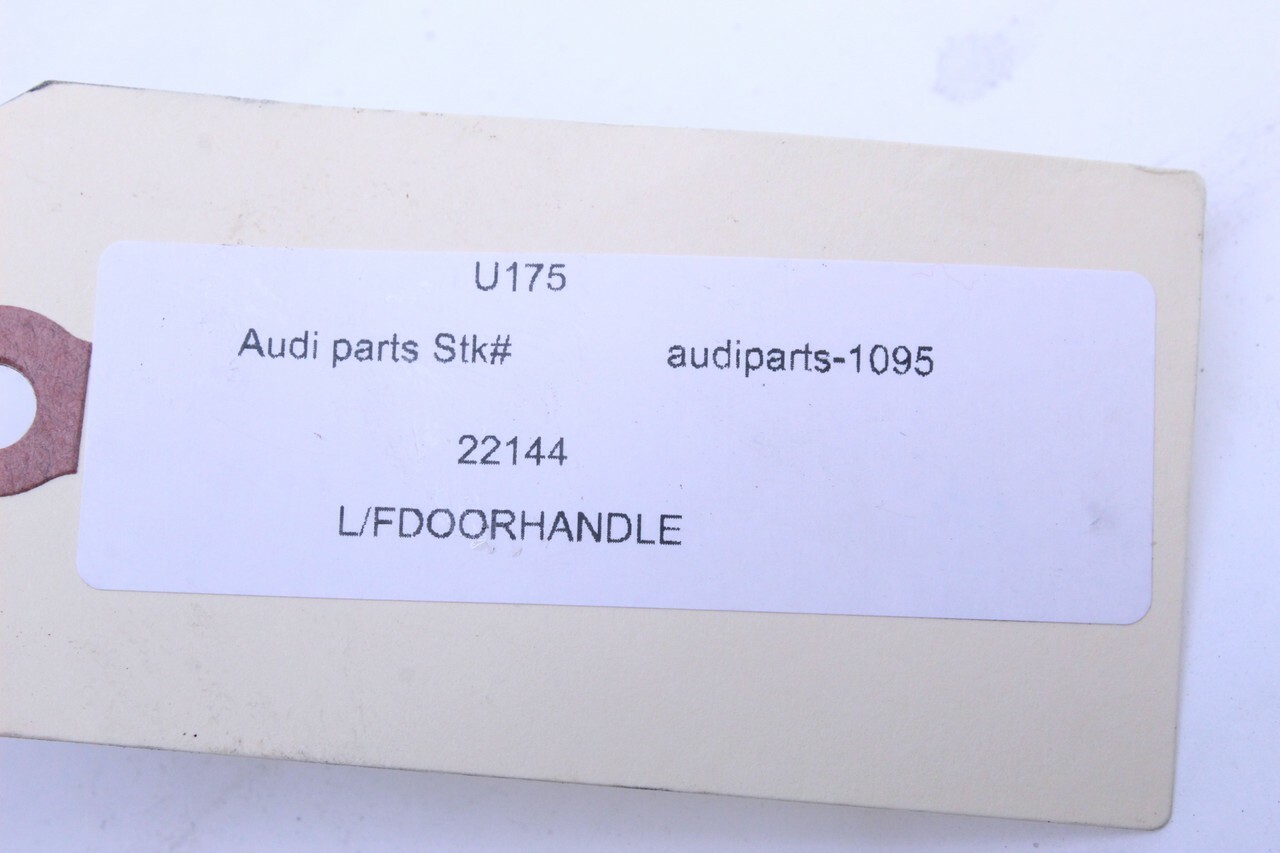 U175
Audi parts Stk# audiparts-1095
22144
L/FDOORHANDLE